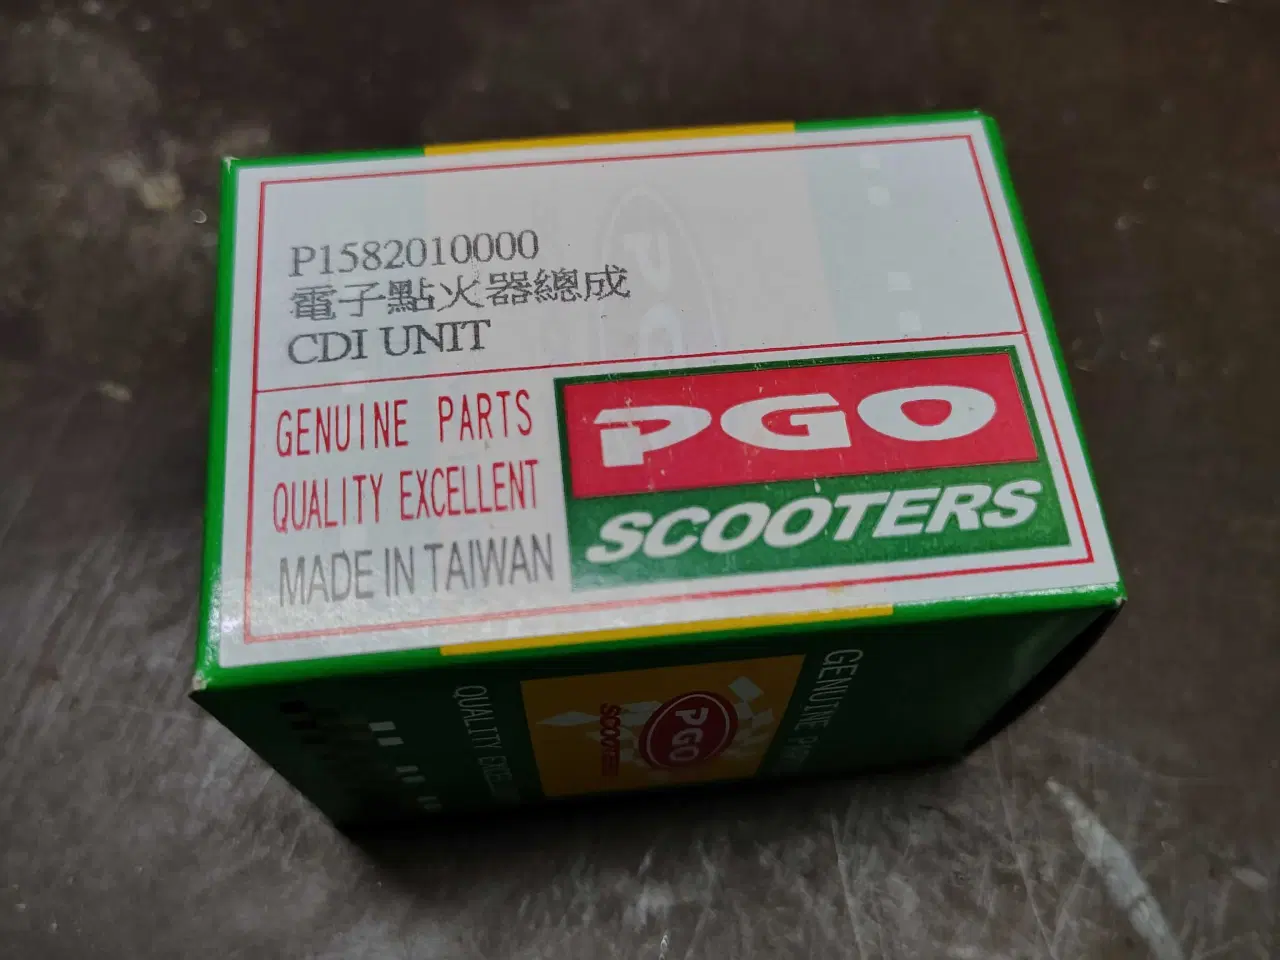 P1582010000
電子點火器總成
CDI UNIT
GENUINE PARTS
QUALITY EXCELLENT
MADE IN TAIWAN
PGO
SCOOTERS
QUALITY
PGO
GENUINE